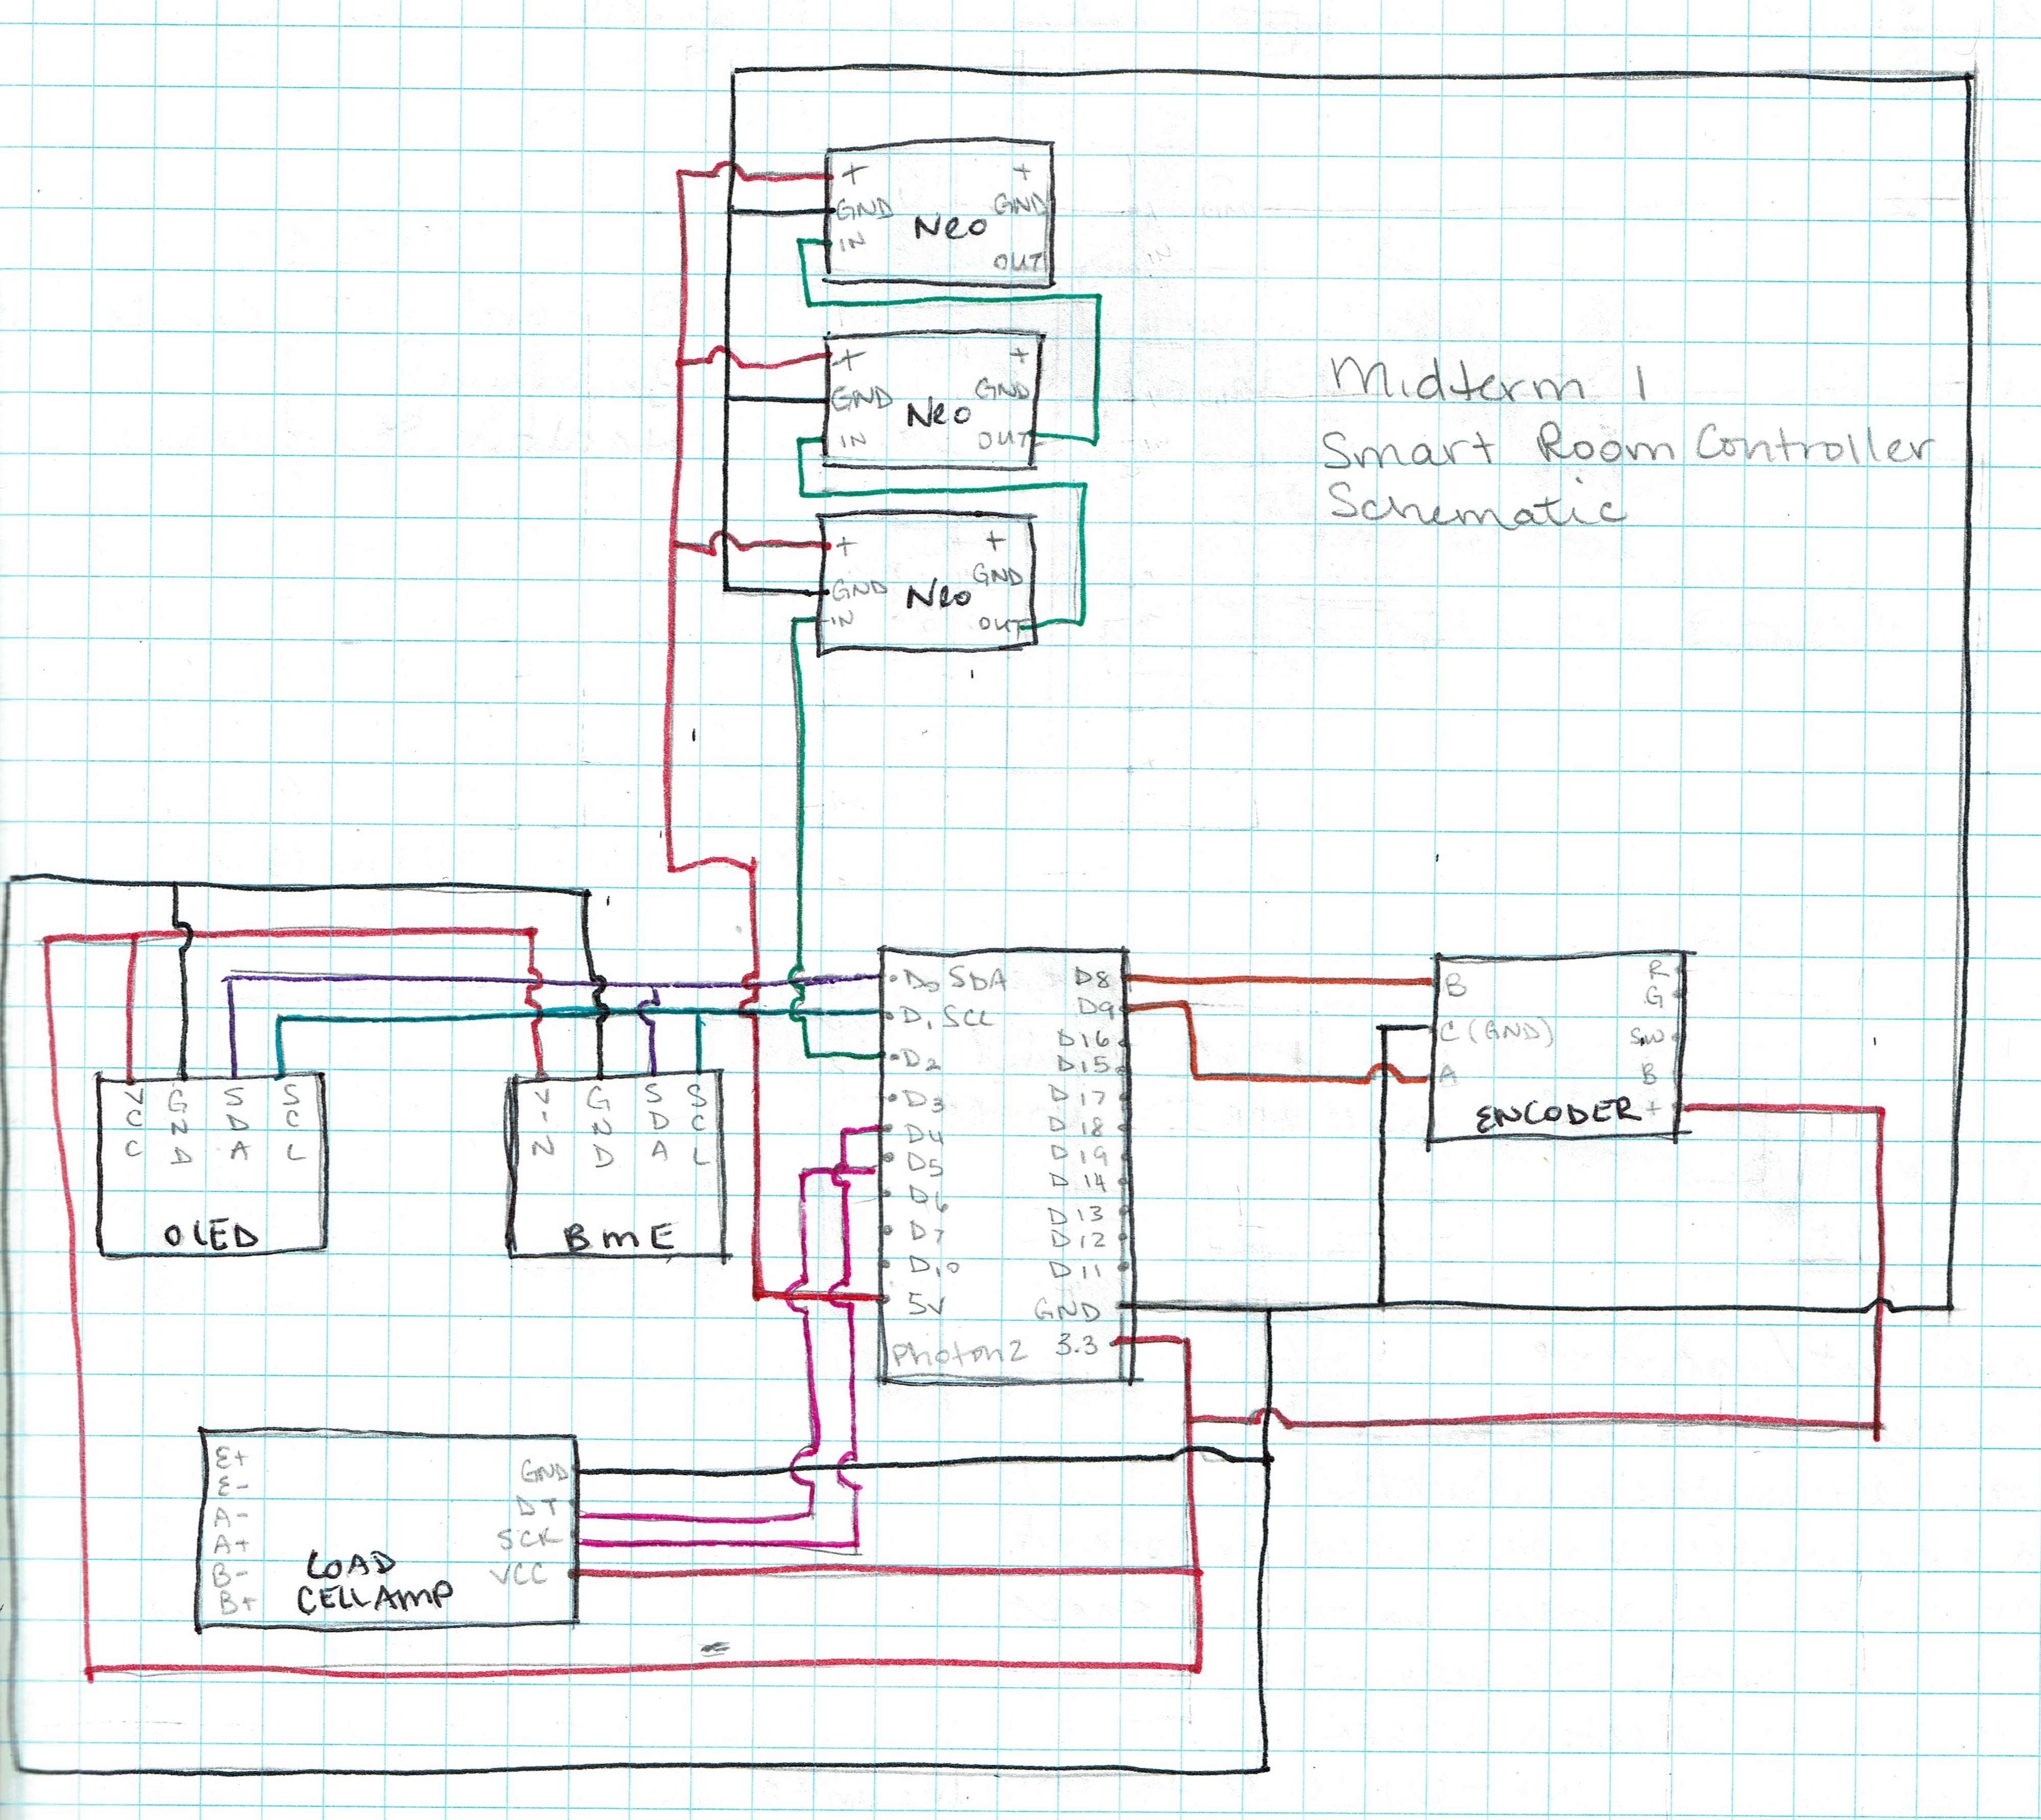 + +
GND GND
Neo
IN
OUT
+ +
GND GND
Neo
IN OUT
+ +
GND
GND Neo
IN OUT
Midterm 1
Smart Room Controller
Schematic
VCC GND SDA SCL
OLED
VIN GND SDA SCL
BME
D0 SDA D8
D1 SCL D9
D16
D2 D15
D3 D17
D4 D18
D5 D19
D6 D14
D7 D13
D12
D10 D11
5V GND
Photon2 3.3
B R
G
C (GND) SW
A B
ENCODER +
E+ GND
E-
A- DT
A+ SCK
B- VCC
B+
LOAD
CELL AMP